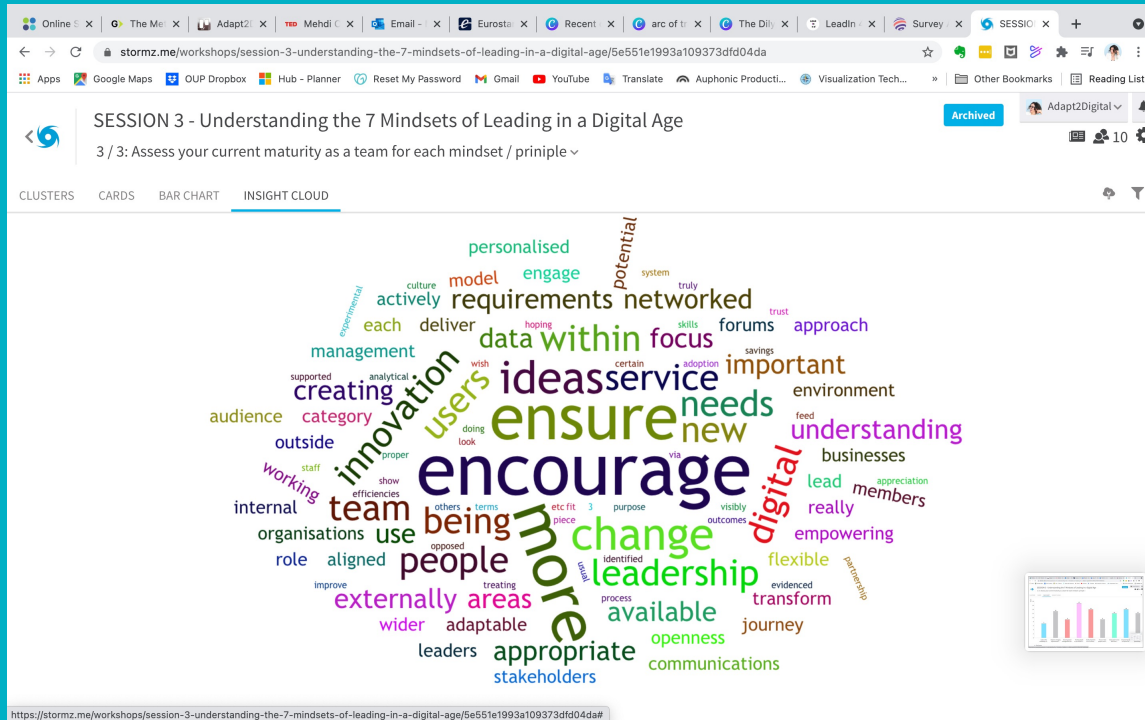 Online S
G) The Met
Adapt2
TED Mehdi
Email -
Eurosta
Recent
arc of tr
The Dily
LeadIn
Survey
SESSIO
stormz.me/workshops/session-3-understanding-the-7-mindsets-of-leading-in-a-digital-age/5e551e1993a109373dfd04da
Apps Google Maps OUP Dropbox Hub - Planner Reset My Password Gmail YouTube Translate Auphonic Producti... Visualization Tech... » Other Bookmarks Reading List
SESSION 3 - Understanding the 7 Mindsets of Leading in a Digital Age
Archived
Adapt2Digital
3 / 3: Assess your current maturity as a team for each mindset / priniple
10
CLUSTERS CARDS BAR CHART INSIGHT CLOUD
potential
personalised
culture model engage system truly
experimental actively requirements networked
trust
each deliver hoping skills forums approach
data within focus
management savings
wish certain adoption important
supported analytical ideas service
creating innovation users environment
audience category needs feed
doing ensure new understanding
outside look
proper businesses
working staff show encourage via digital lead members appreciation
efficiencies really
internal team others terms etc fit 3 purpose visibly
being more piece outcomes empowering
organisations use change
opposed identified
role aligned people usual leadership flexible partnership
improve treating evidenced
externally areas process transform
available
wider adaptable journey
openness
leaders appropriate
communications
stakeholders
https://stormz.me/workshops/session-3-understanding-the-7-mindsets-of-leading-in-a-digital-age/5e551e1993a109373dfd04da#